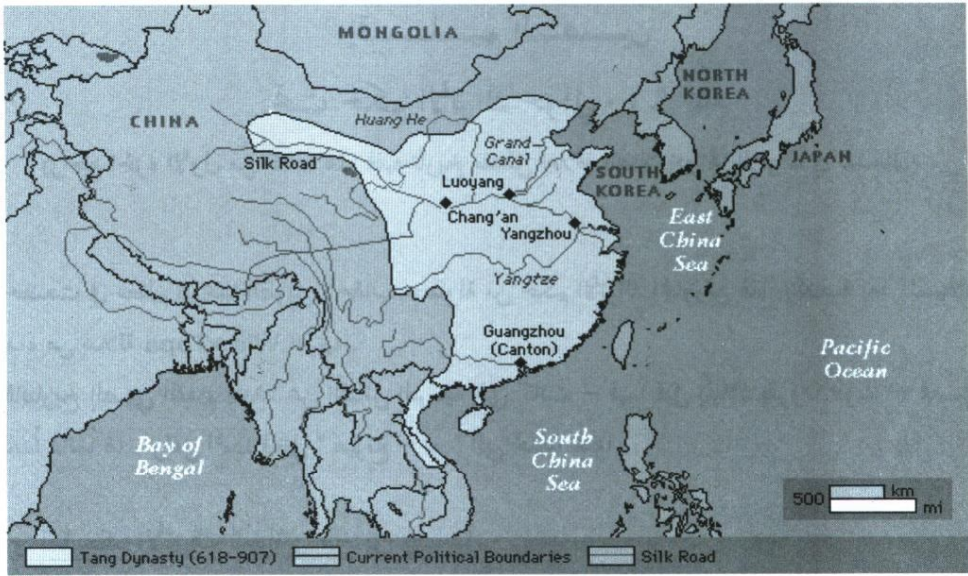 MONGOLIA
NORTH
KOREA
CHINA
Huang He
Grand
Canal
JAPAN
Silk Road
SOUTH
KOREA
Luoyang
Chang'an
Yangzhou
East
China
Sea
Yangtze
Guangzhou
(Canton)
Pacific
Ocean
Bay of
Bengal
South
China
Sea
500 km
mi
Tang Dynasty (618-907) Current Political Boundaries Silk Road